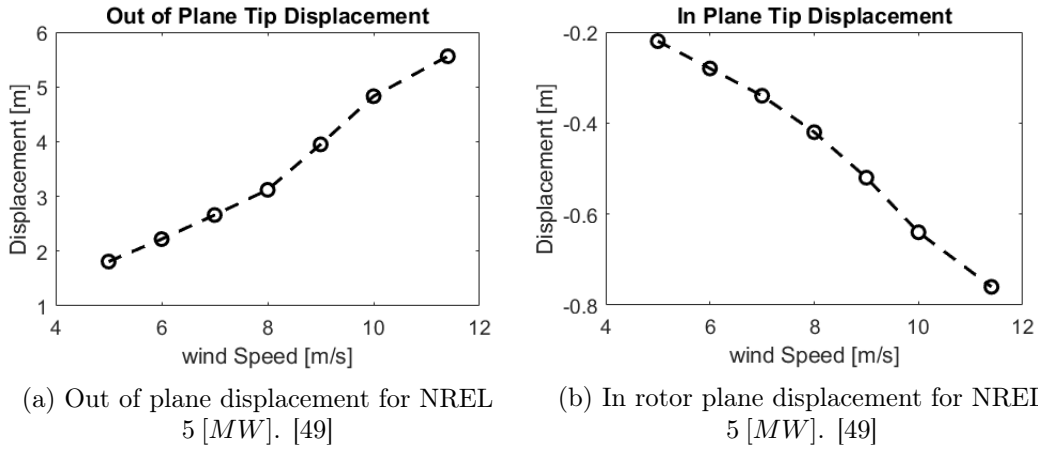 Out of Plane Tip Displacement
6
5
4
3
2
1
Displacement [m]
4
6
8
10
12
wind Speed [m/s]
(a) Out of plane displacement for NREL
5 [MW]. [49]
In Plane Tip Displacement
-0.2
-0.4
-0.6
-0.8
Displacement [m]
4
6
8
10
12
wind Speed [m/s]
(b) In rotor plane displacement for NREL
5 [MW]. [49]